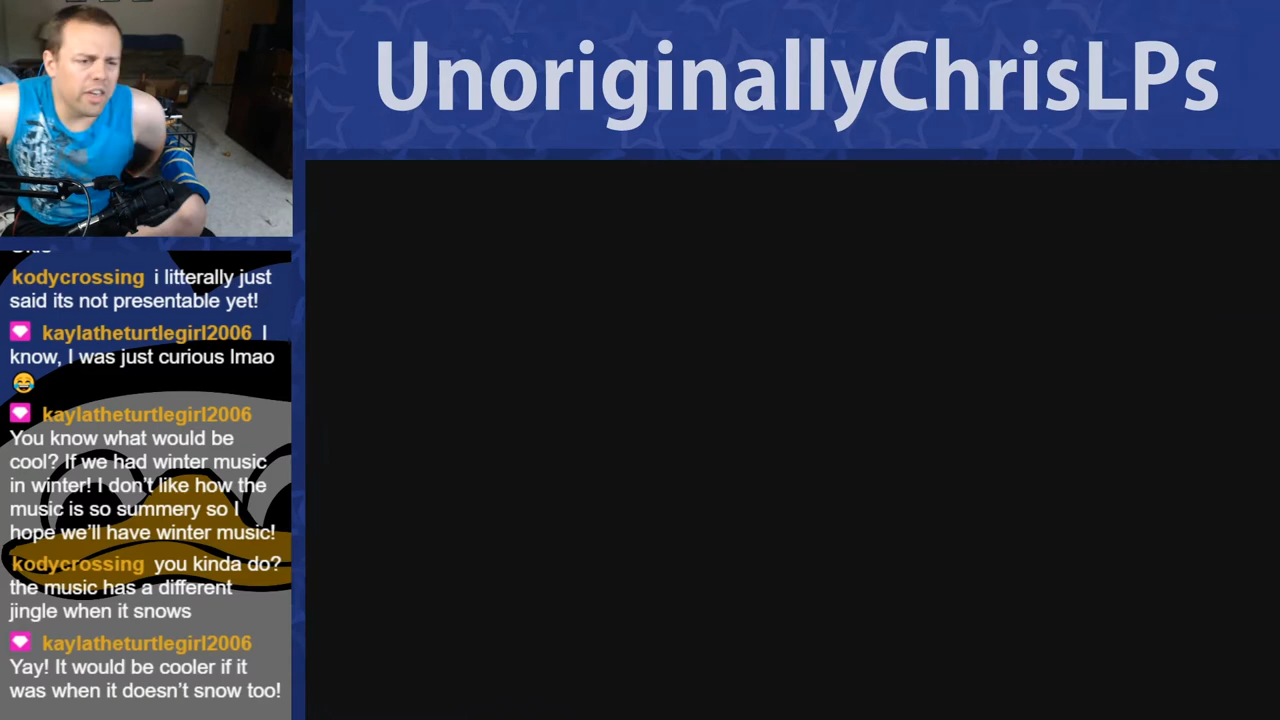 UnoriginallyChrisLPs
kodycrossing i litterally just
said its not presentable yet!
kaylatheturtlegirl2006 I
know, I was just curious lmao
😂
kaylatheturtlegirl2006
You know what would be
cool? If we had winter music
in winter! I don’t like how the
music is so summery so I
hope we’ll have winter music!
kodycrossing you kinda do?
the music has a different
jingle when it snows
kaylatheturtlegirl2006
Yay! It would be cooler if it
was when it doesn’t snow too!